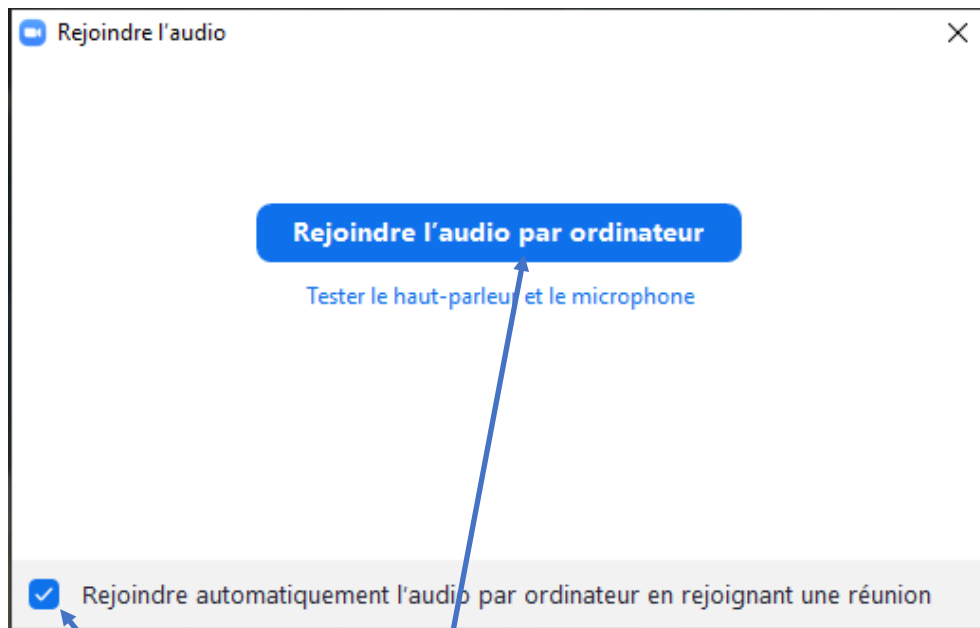 Rejoindre l'audio
Rejoindre l'audio par ordinateur
Tester le haut-parleur et le microphone
Rejoindre automatiquement l'audio par ordinateur en rejoignant une réunion